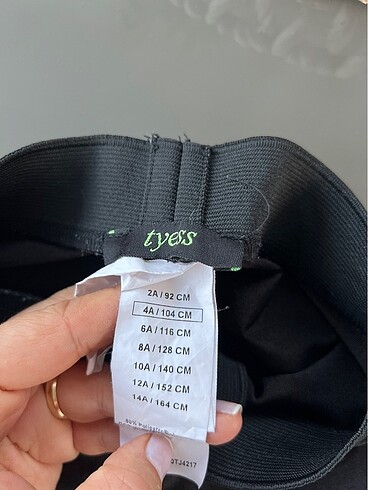 tyess
2A / 92 CM
4A / 104 CM
6A / 116 CM
8A / 128 CM
10A / 140 CM
12A / 152 CM
14A / 164 CM
0TJ4217